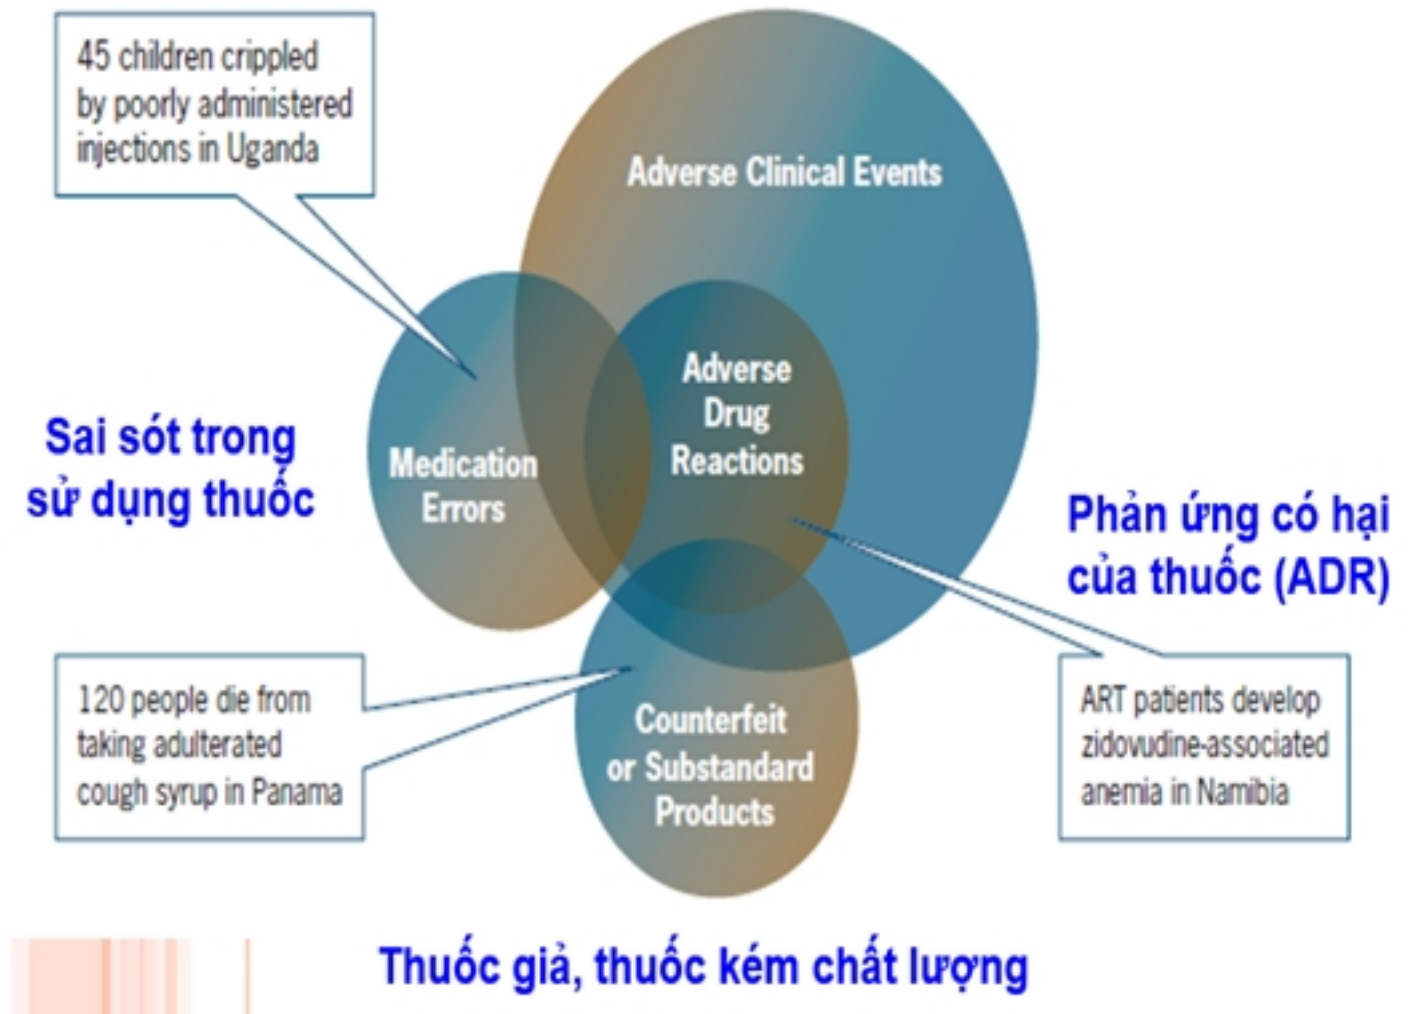 45 children crippled
by poorly administered
injections in Uganda
Adverse Clinical Events
Adverse
Drug
Reactions
Medication
Errors
Sai sót trong
sử dụng thuốc
Phản ứng có hại
của thuốc (ADR)
120 people die from
taking adulterated
cough syrup in Panama
Counterfeit
or Substandard
Products
ART patients develop
zidovudine-associated
anemia in Namibia
Thuốc giả, thuốc kém chất lượng